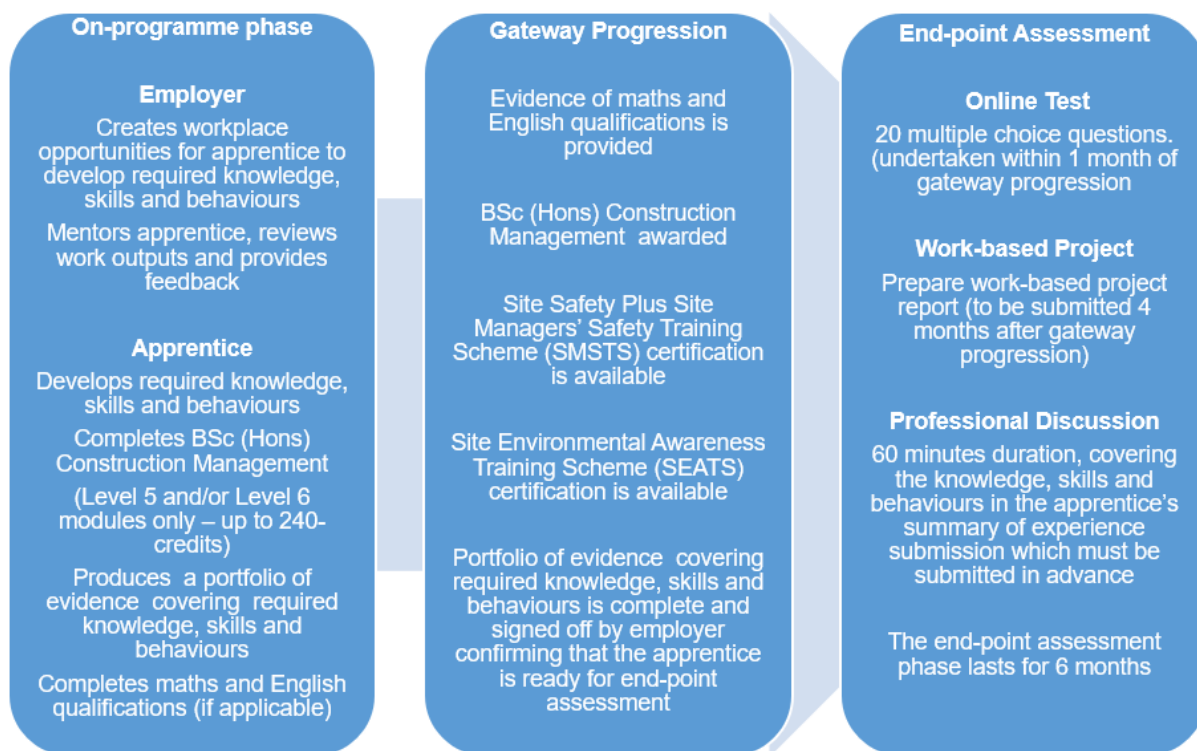 On-programme phase
Employer
Creates workplace
opportunities for apprentice to
develop required knowledge,
skills and behaviours
Mentors apprentice, reviews
work outputs and provides
feedback
Apprentice
Develops required knowledge,
skills and behaviours
Completes BSc (Hons)
Construction Management
(Level 5 and/or Level 6
modules only – up to 240-
credits)
Produces a portfolio of
evidence covering required
knowledge, skills and
behaviours
Completes maths and English
qualifications (if applicable)
Gateway Progression
Evidence of maths and
English qualifications is
provided
BSc (Hons) Construction
Management awarded
Site Safety Plus Site
Managers’ Safety Training
Scheme (SMSTS) certification
is available
Site Environmental Awareness
Training Scheme (SEATS)
certification is available
Portfolio of evidence covering
required knowledge, skills and
behaviours is complete and
signed off by employer
confirming that the apprentice
is ready for end-point
assessment
End-point Assessment
Online Test
20 multiple choice questions.
(undertaken within 1 month of
gateway progression
Work-based Project
Prepare work-based project
report (to be submitted 4
months after gateway
progression)
Professional Discussion
60 minutes duration, covering
the knowledge, skills and
behaviours in the apprentice’s
summary of experience
submission which must be
submitted in advance
The end-point assessment
phase lasts for 6 months